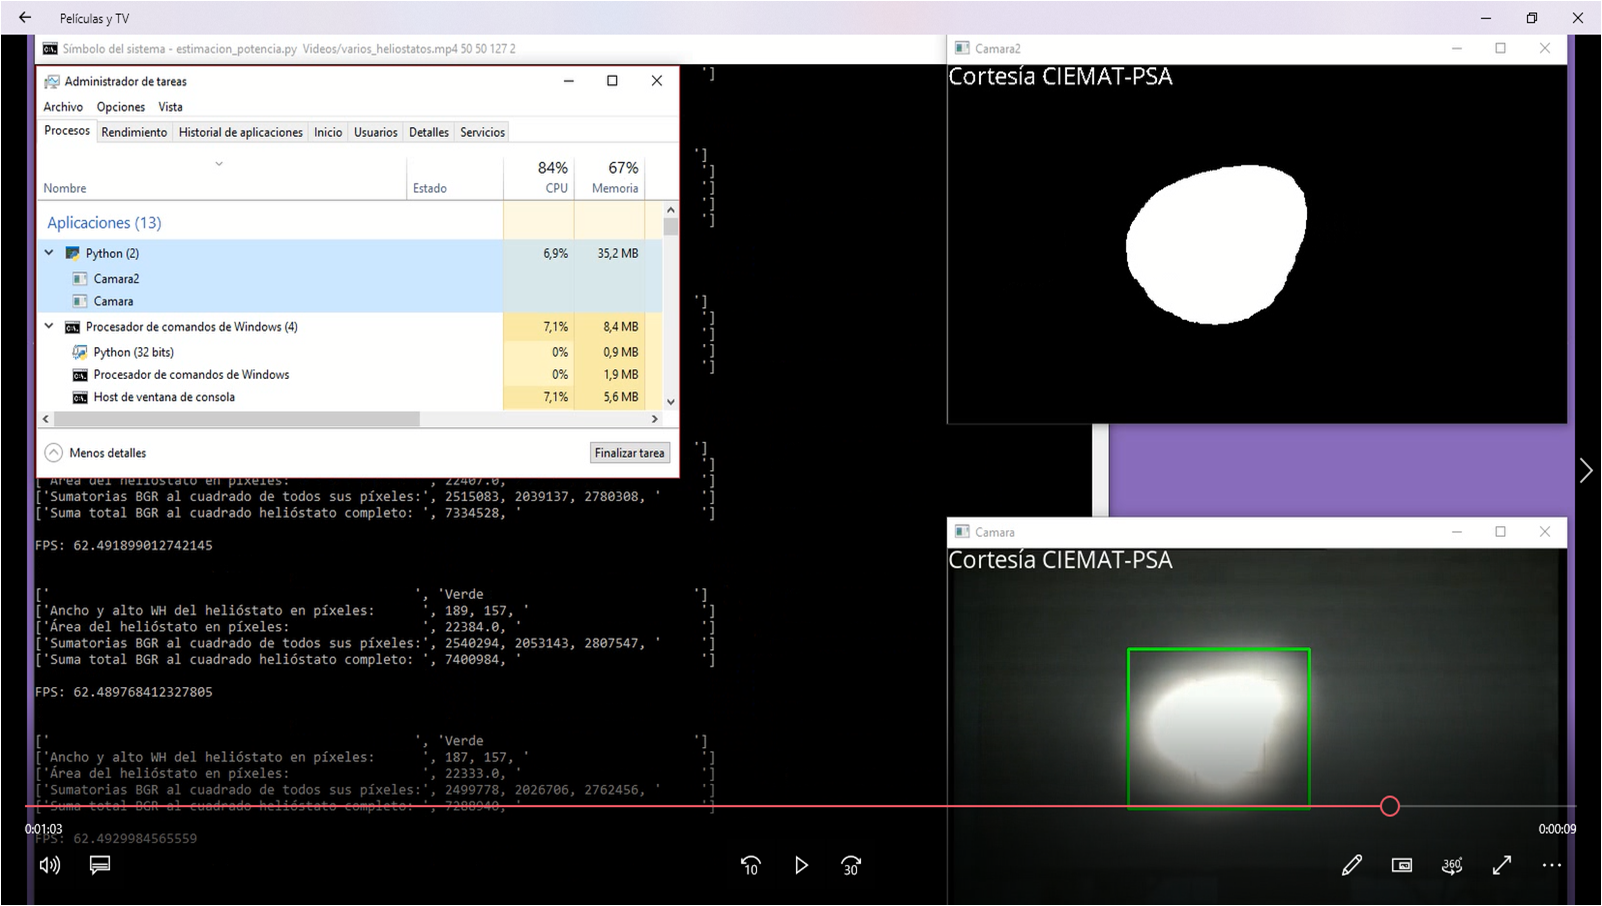 Películas y TV
Símbolo del sistema - estimacion_potencia.py Videos/varios_heliostatos.mp4 50 50 127 2
Administrador de tareas
Archivo Opciones Vista
Procesos Rendimiento Historial de aplicaciones Inicio Usuarios Detalles Servicios
84% 67%
Nombre Estado CPU Memoria
Aplicaciones (13)
Python (2) 6,9% 35,2 MB
Camara2
Camara
Procesador de comandos de Windows (4) 7,1% 8,4 MB
Python (32 bits) 0% 0,9 MB
Procesador de comandos de Windows 0% 1,9 MB
Host de ventana de consola 7,1% 5,6 MB
Menos detalles Finalizar tarea
']
']
']
']
']
']
']
']
']
']
']
']
']
['Área del helióstato en píxeles: ', 22407.0, ' ']
['Sumatorias BGR al cuadrado de todos sus píxeles:', 2515083, 2039137, 2780308, ' ']
['Suma total BGR al cuadrado helióstato completo: ', 7334528, ' ']
FPS: 62.491899012742145
[' ', 'Verde ']
['Ancho y alto WH del helióstato en píxeles: ', 189, 157, ' ']
['Área del helióstato en píxeles: ', 22384.0, ' ']
['Sumatorias BGR al cuadrado de todos sus píxeles:', 2540294, 2053143, 2807547, ' ']
['Suma total BGR al cuadrado helióstato completo: ', 7400984, ' ']
FPS: 62.489768412327805
[' ', 'Verde ']
['Ancho y alto WH del helióstato en píxeles: ', 187, 157, ' ']
['Área del helióstato en píxeles: ', 22333.0, ' ']
['Sumatorias BGR al cuadrado de todos sus píxeles:', 2499778, 2026706, 2762456, ' ']
['Suma total BGR al cuadrado helióstato completo: ', 7288940, ' ']
FPS: 62.4929984565559
Camara2
Cortesía CIEMAT-PSA
Camara
Cortesía CIEMAT-PSA
0:01:03 0:00:09
10 30 360°